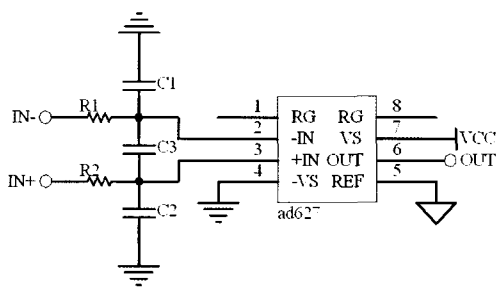 C1
IN- R1
1 RG RG 8
2 -IN VS 7 VCC
C3
3 +IN OUT 6 OUT
IN+ R2
4 -VS REF 5
C2
ad627